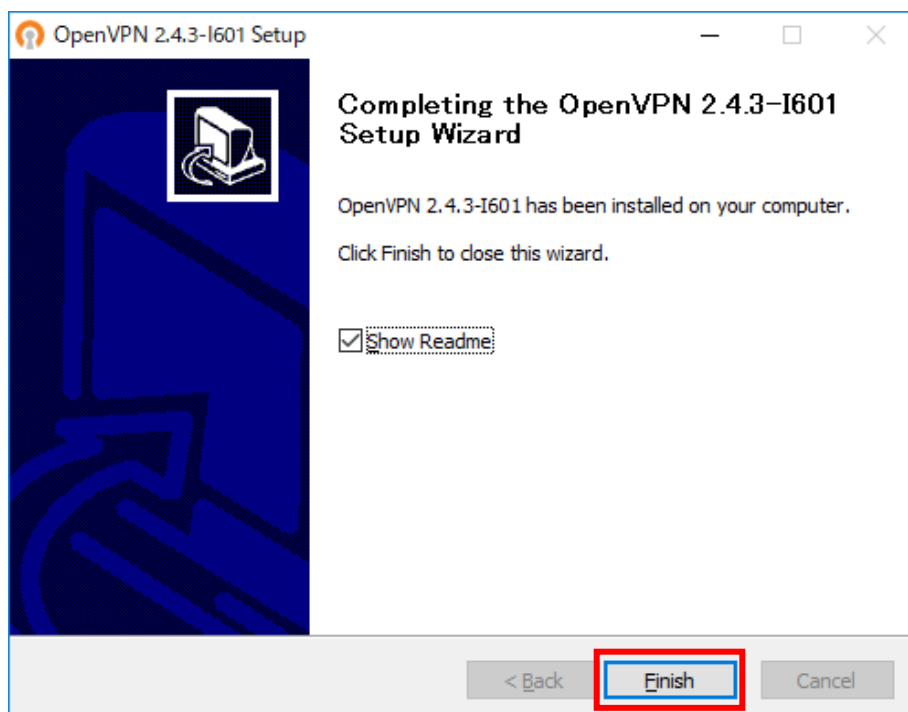 OpenVPN 2.4.3-I601 Setup
Completing the OpenVPN 2.4.3-I601
Setup Wizard
OpenVPN 2.4.3-I601 has been installed on your computer.
Click Finish to close this wizard.
Show Readme
< Back
Finish
Cancel